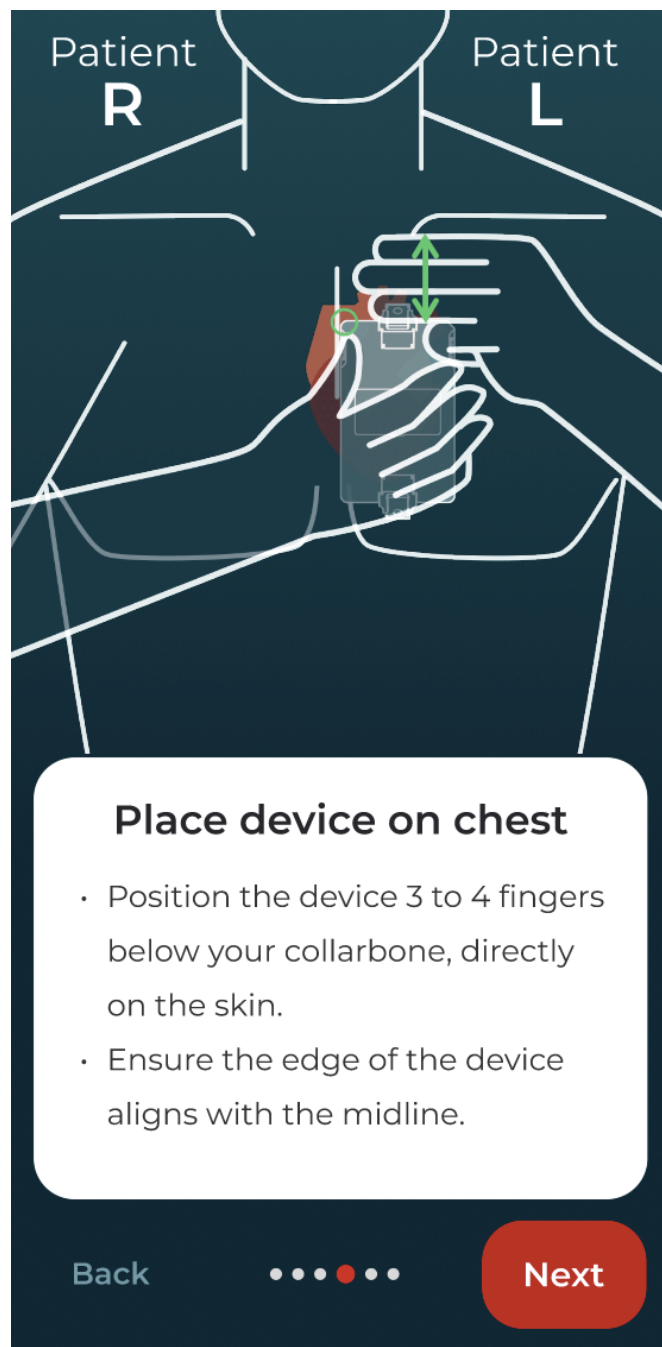 Patient
R
Patient
L
Place device on chest
• Position the device 3 to 4 fingers
below your collarbone, directly
on the skin.
• Ensure the edge of the device
aligns with the midline.
Back
Next